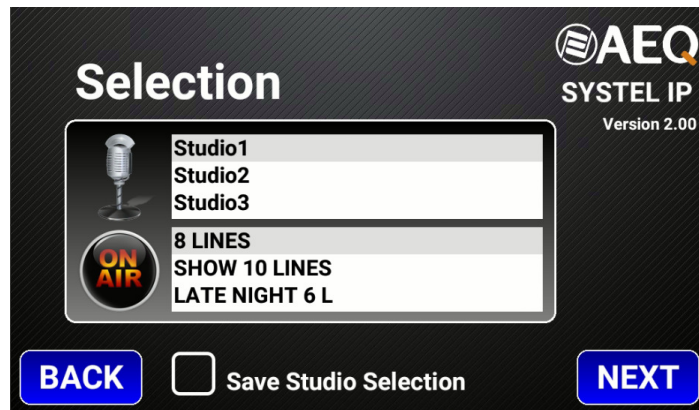 AEQ
Selection
SYSTEL IP
Version 2.00
Studio1
Studio2
Studio3
8 LINES
ON
AIR
SHOW 10 LINES
LATE NIGHT 6 L
BACK
Save Studio Selection
NEXT